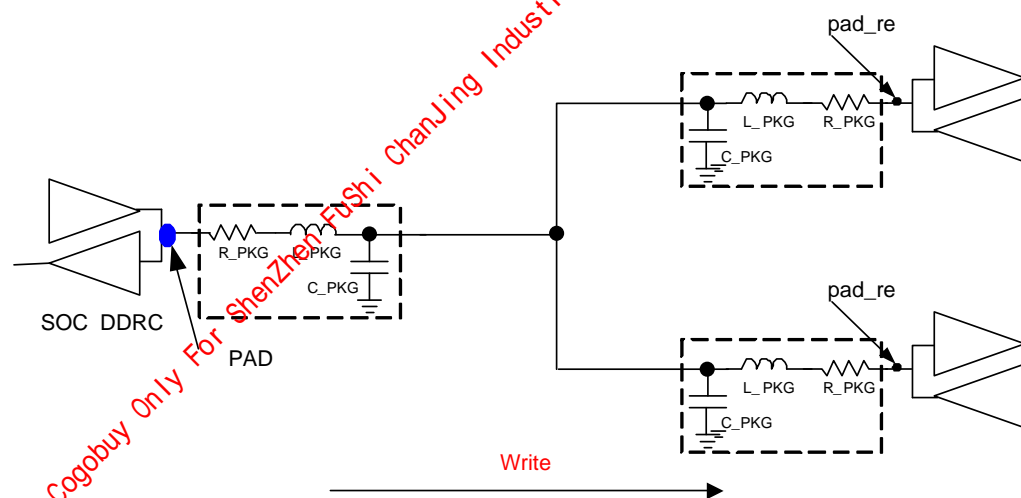 pad_re
L_PKG
R_PKG
C_PKG
R_PKG
L_PKG
C_PKG
SOC DDRC
PAD
pad_re
L_PKG
R_PKG
C_PKG
Write
Cogobuy Only For ShenZhen FuShi ChanJing Industi